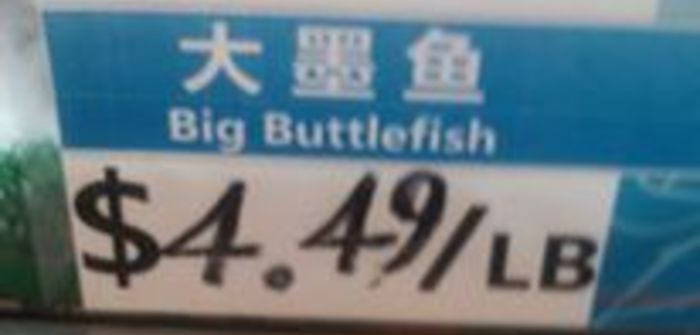 大墨鱼
Big Buttlefish
$4.49/LB